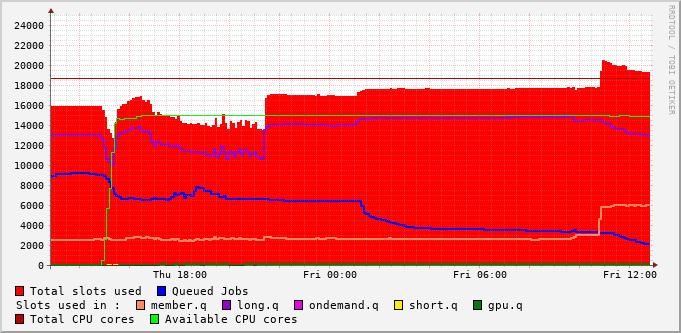 RRDTOOL / TOBI OETIKER
24000
22000
20000
18000
16000
14000
12000
10000
8000
6000
4000
2000
0
Thu 18:00 Fri 00:00 Fri 06:00 Fri 12:00
Total slots used Queued Jobs
Slots used in : member.q long.q ondemand.q short.q gpu.q
Total CPU cores Available CPU cores